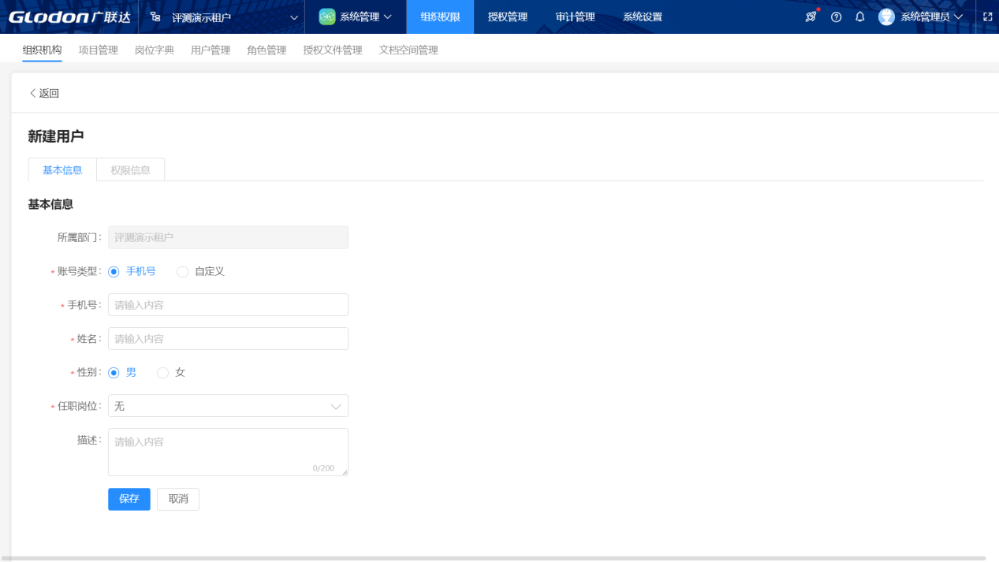 GLODON广联达 评测演示租户 系统管理 组织权限 授权管理 审计管理 系统设置 系统管理员
组织机构 项目管理 岗位字典 用户管理 角色管理 授权文件管理 文档空间管理
返回
新建用户
基本信息 权限信息
基本信息
所属部门: 评测演示租户
* 账号类型: 手机号 自定义
* 手机号: 请输入内容
* 姓名: 请输入内容
* 性别: 男 女
* 任职岗位: 无
描述: 请输入内容
0/200
保存 取消